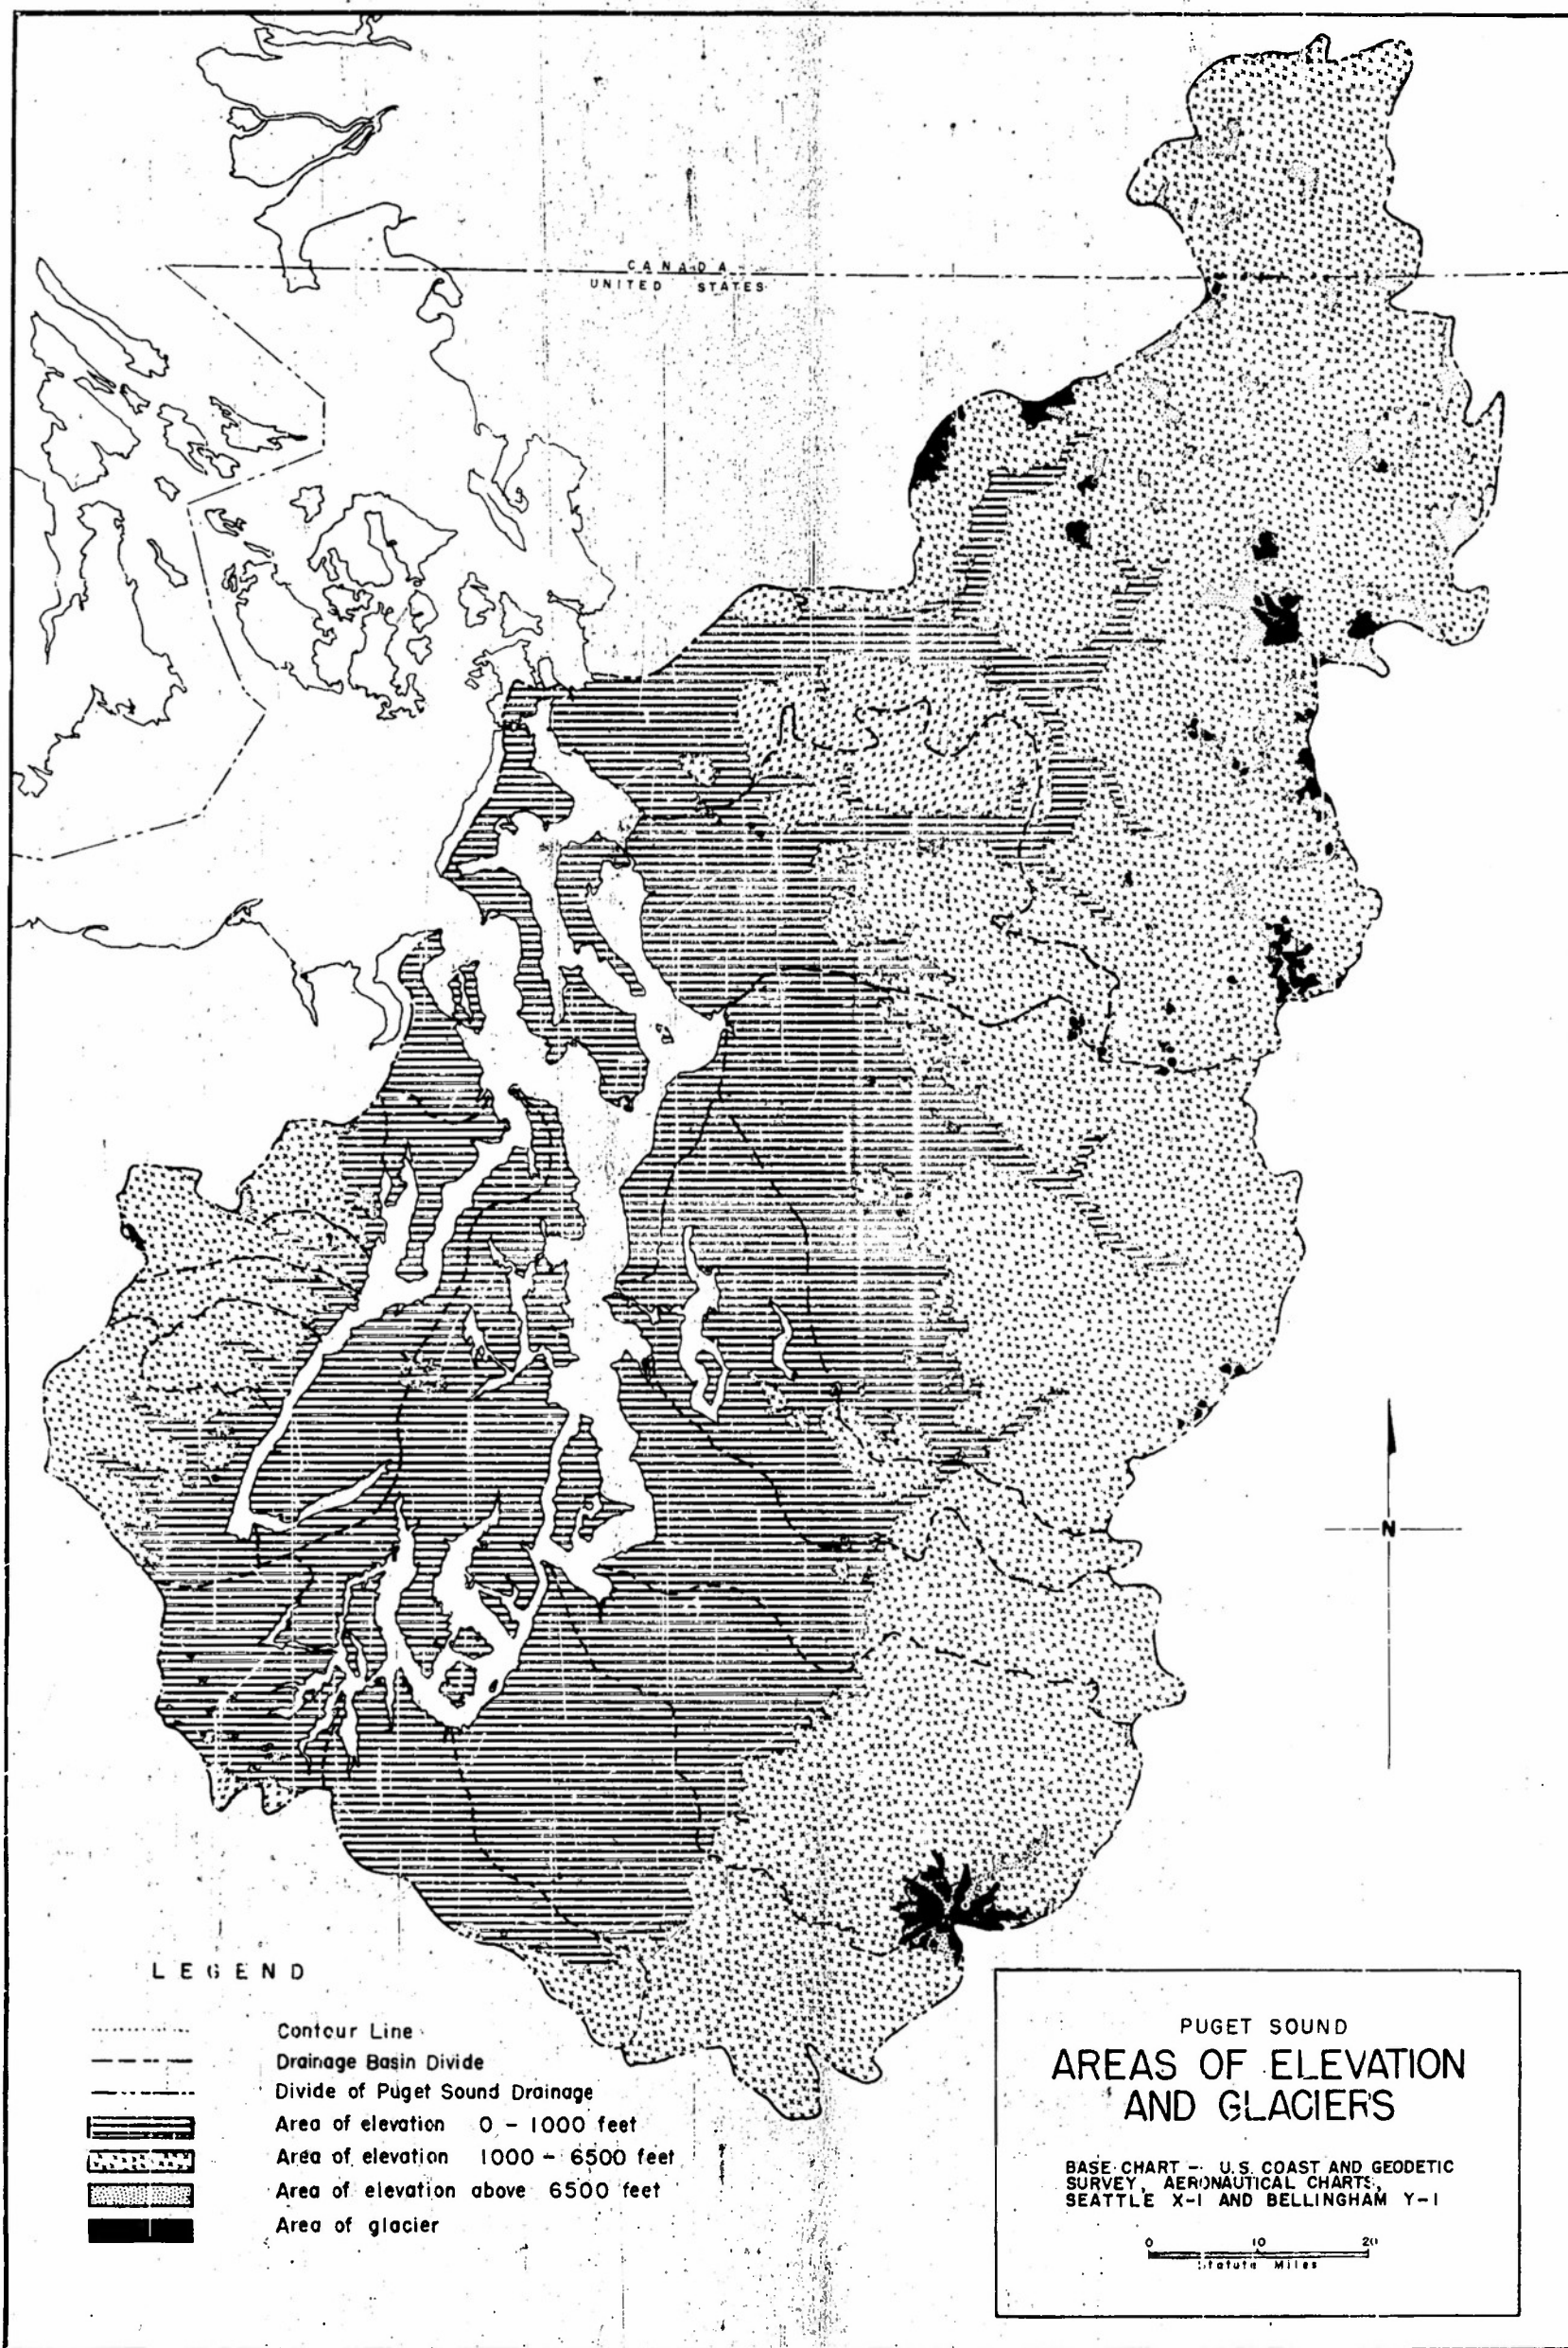 CANADA
UNITED STATES
N
LEGEND
Contour Line
Drainage Basin Divide
Divide of Puget Sound Drainage
Area of elevation 0 - 1000 feet
Area of elevation 1000 - 6500 feet
Area of elevation above 6500 feet
Area of glacier
PUGET SOUND
AREAS OF ELEVATION
AND GLACIERS
BASE CHART - U.S. COAST AND GEODETIC
SURVEY, AERONAUTICAL CHARTS,
SEATTLE X-1 AND BELLINGHAM Y-1
0 10 20
Statute Miles